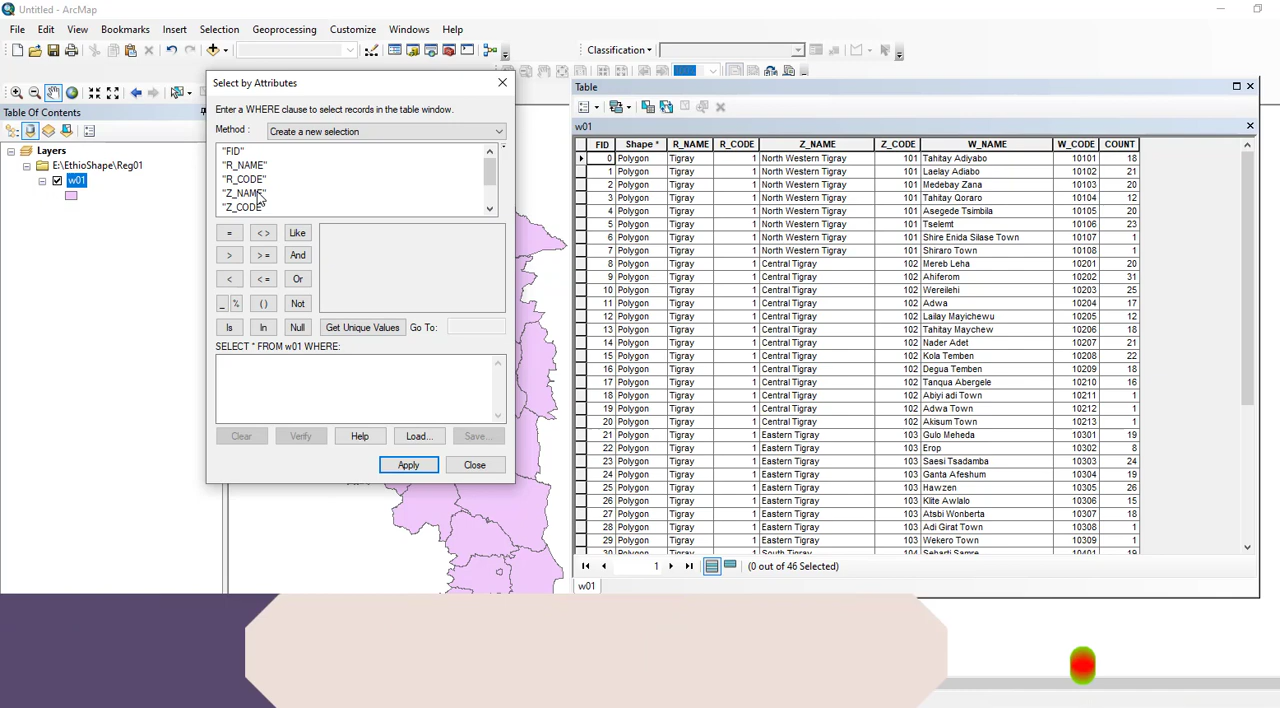 Untitled - ArcMap
File Edit View Bookmarks Insert Selection Geoprocessing Customize Windows Help
Classification
Table Of Contents
Layers
E:\EthioShape\Reg01
w01
Select by Attributes
Enter a WHERE clause to select records in the table window.
Method : Create a new selection
"FID"
"R_NAME"
"R_CODE"
"Z_NAME"
"Z_CODE"
= < > Like
> > = And
< < = Or
_ % ( ) Not
Is In Null Get Unique Values Go To:
SELECT * FROM w01 WHERE:
Clear Verify Help Load... Save...
Apply Close
Table
w01
FID Shape * R_NAME R_CODE Z_NAME Z_CODE W_NAME W_CODE COUNT
0 Polygon Tigray 1 North Western Tigray 101 Tahitay Adiyabo 10101 18
1 Polygon Tigray 1 North Western Tigray 101 Laelay Adiabo 10102 21
2 Polygon Tigray 1 North Western Tigray 101 Medebay Zana 10103 20
3 Polygon Tigray 1 North Western Tigray 101 Tahitay Qoraro 10104 12
4 Polygon Tigray 1 North Western Tigray 101 Asegede Tsimbila 10105 20
5 Polygon Tigray 1 North Western Tigray 101 Tselemt 10106 23
6 Polygon Tigray 1 North Western Tigray 101 Shire Enida Silase Town 10107 1
7 Polygon Tigray 1 North Western Tigray 101 Shiraro Town 10108 1
8 Polygon Tigray 1 Central Tigray 102 Mereb Leha 10201 20
9 Polygon Tigray 1 Central Tigray 102 Ahiferom 10202 31
10 Polygon Tigray 1 Central Tigray 102 Wereilehi 10203 25
11 Polygon Tigray 1 Central Tigray 102 Adwa 10204 17
12 Polygon Tigray 1 Central Tigray 102 Lailay Mayichewu 10205 12
13 Polygon Tigray 1 Central Tigray 102 Tahitay Maychew 10206 18
14 Polygon Tigray 1 Central Tigray 102 Nader Adet 10207 21
15 Polygon Tigray 1 Central Tigray 102 Kola Temben 10208 22
16 Polygon Tigray 1 Central Tigray 102 Degua Temben 10209 18
17 Polygon Tigray 1 Central Tigray 102 Tanqua Abergele 10210 16
18 Polygon Tigray 1 Central Tigray 102 Abiyi adi Town 10211 1
19 Polygon Tigray 1 Central Tigray 102 Adwa Town 10212 1
20 Polygon Tigray 1 Central Tigray 102 Akisum Town 10213 1
21 Polygon Tigray 1 Eastern Tigray 103 Gulo Meheda 10301 19
22 Polygon Tigray 1 Eastern Tigray 103 Erop 10302 8
23 Polygon Tigray 1 Eastern Tigray 103 Saesi Tsadamba 10303 24
24 Polygon Tigray 1 Eastern Tigray 103 Ganta Afeshum 10304 19
25 Polygon Tigray 1 Eastern Tigray 103 Hawzen 10305 26
26 Polygon Tigray 1 Eastern Tigray 103 Klite Awlalo 10306 15
27 Polygon Tigray 1 Eastern Tigray 103 Atsbi Wonberta 10307 18
28 Polygon Tigray 1 Eastern Tigray 103 Adi Girat Town 10308 1
29 Polygon Tigray 1 Eastern Tigray 103 Wekero Town 10309 1
30 Polygon Tigray 1 South Tigray 104 Seharti Samre 10401 19
1 (0 out of 46 Selected)
w01